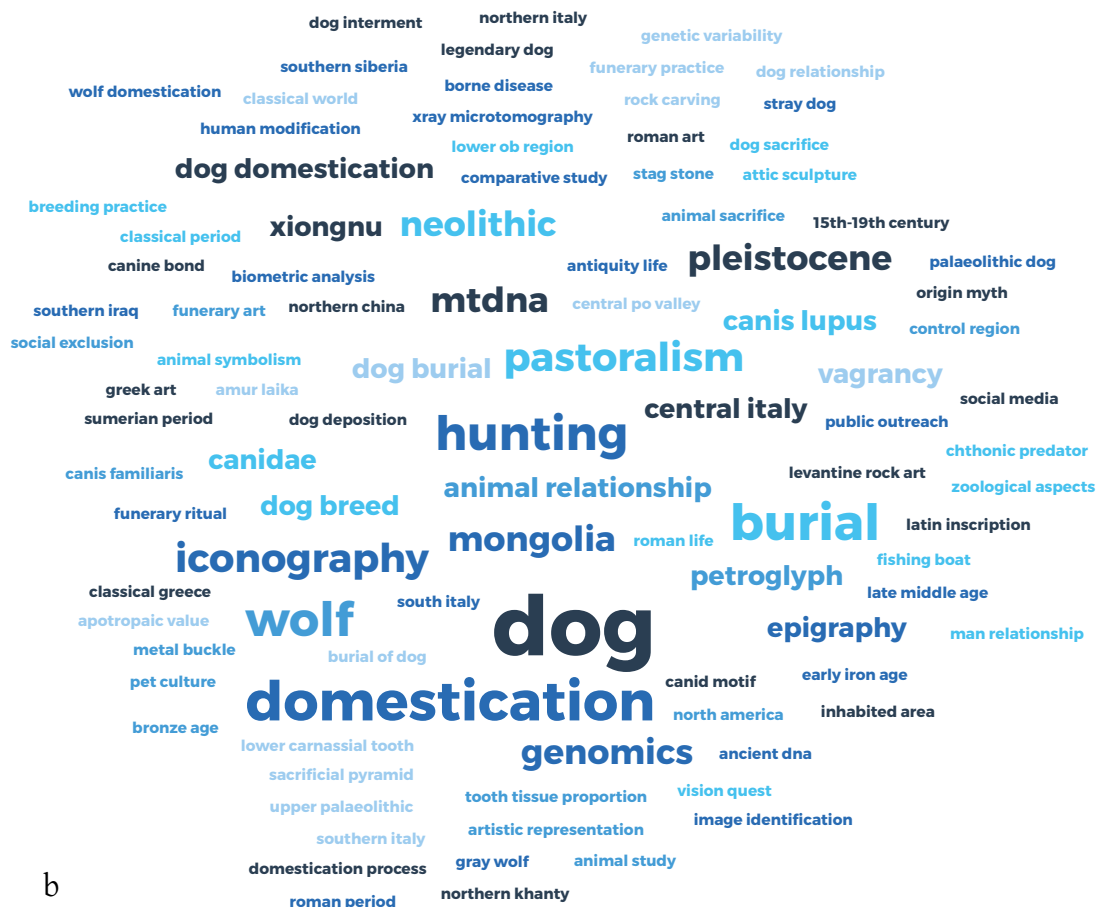 dog interment
northern italy
legendary dog
genetic variability
southern siberia
funerary practice
dog relationship
wolf domestication
classical world
borne disease
rock carving
stray dog
human modification
xray microtomography
lower ob region
roman art
dog sacrifice
dog domestication
comparative study
stag stone
attic sculpture
breeding practice
classical period
xiongnu
neolithic
animal sacrifice
15th-19th century
canine bond
biometric analysis
antiquity life
pleistocene
palaeolithic dog
southern iraq
funerary art
northern china
mtdna
central po valley
origin myth
canis lupus
control region
social exclusion
animal symbolism
dog burial
pastoralism
vagrancy
greek art
amur laika
central italy
social media
sumerian period
dog deposition
hunting
public outreach
canidae
chthonic predator
canis familiaris
animal relationship
levantine rock art
zoological aspects
funerary ritual
dog breed
mongolia
roman life
burial
latin inscription
iconography
petroglyph
fishing boat
classical greece
late middle age
apotropaic value
wolf
south italy
dog
epigraphy
man relationship
metal buckle
burial of dog
pet culture
domestication
canid motif
early iron age
bronze age
north america
inhabited area
lower carnassial tooth
genomics
ancient dna
sacrificial pyramid
upper palaeolithic
tooth tissue proportion
vision quest
southern italy
artistic representation
image identification
domestication process
gray wolf
animal study
b
roman period
northern khanty